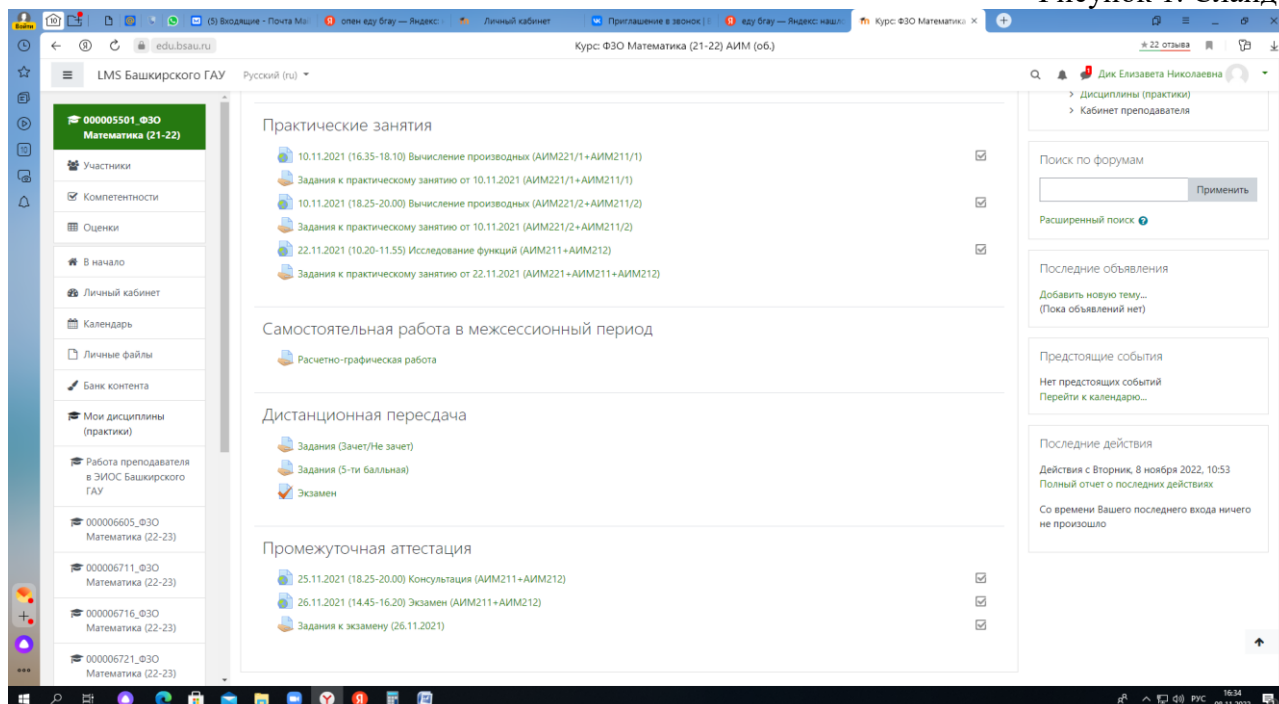 Рисунок 1. Слайд
Войти
10
(5) Входящие - Почта Mai
опен еду бгау — Яндекс:
Личный кабинет
Приглашение в звонок |
еду бгау — Яндекс: нашл
Курс: ФЗО Математика
edu.bsau.ru
Курс: ФЗО Математика (21-22) АИМ (об.)
22 отзыва
LMS Башкирского ГАУ
Русский (ru)
Дик Елизавета Николаевна
000005501_ФЗО
Математика (21-22)
Участники
Компетентности
Оценки
В начало
Личный кабинет
Календарь
Личные файлы
Банк контента
Мои дисциплины
(практики)
Работа преподавателя
в ЭИОС Башкирского
ГАУ
000006605_ФЗО
Математика (22-23)
000006711_ФЗО
Математика (22-23)
000006716_ФЗО
Математика (22-23)
000006721_ФЗО
Математика (22-23)
Практические занятия
10.11.2021 (16.35-18.10) Вычисление производных (АИМ221/1+АИМ211/1)
Задания к практическому занятию от 10.11.2021 (АИМ221/1+АИМ211/1)
10.11.2021 (18.25-20.00) Вычисление производных (АИМ221/2+АИМ211/2)
Задания к практическому занятию от 10.11.2021 (АИМ221/2+АИМ211/2)
22.11.2021 (10.20-11.55) Исследование функций (АИМ211+АИМ212)
Задания к практическому занятию от 22.11.2021 (АИМ221+АИМ211+АИМ212)
Самостоятельная работа в межсессионный период
Расчетно-графическая работа
Дистанционная пересдача
Задания (Зачет/Не зачет)
Задания (5-ти балльная)
Экзамен
Промежуточная аттестация
25.11.2021 (18.25-20.00) Консультация (АИМ211+АИМ212)
26.11.2021 (14.45-16.20) Экзамен (АИМ211+АИМ212)
Задания к экзамену (26.11.2021)
Дисциплины (практики)
Кабинет преподавателя
Поиск по форумам
Применить
Расширенный поиск
Последние объявления
Добавить новую тему...
(Пока объявлений нет)
Предстоящие события
Нет предстоящих событий
Перейти к календарю...
Последние действия
Действия с Вторник, 8 ноября 2022, 10:53
Полный отчет о последних действиях
Со времени Вашего последнего входа ничего
не произошло
РУС
16:34
08.11.2022